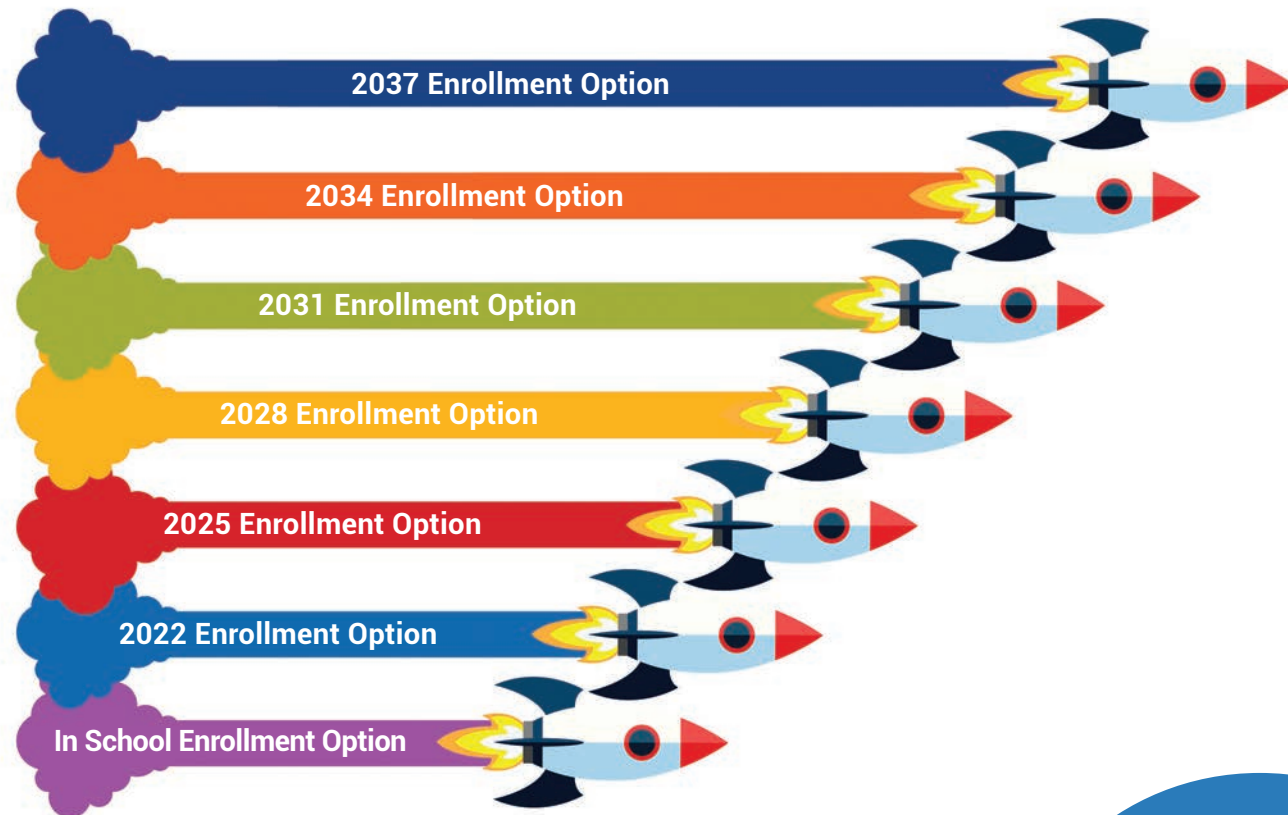 2037 Enrollment Option
2034 Enrollment Option
2031 Enrollment Option
2028 Enrollment Option
2025 Enrollment Option
2022 Enrollment Option
In School Enrollment Option